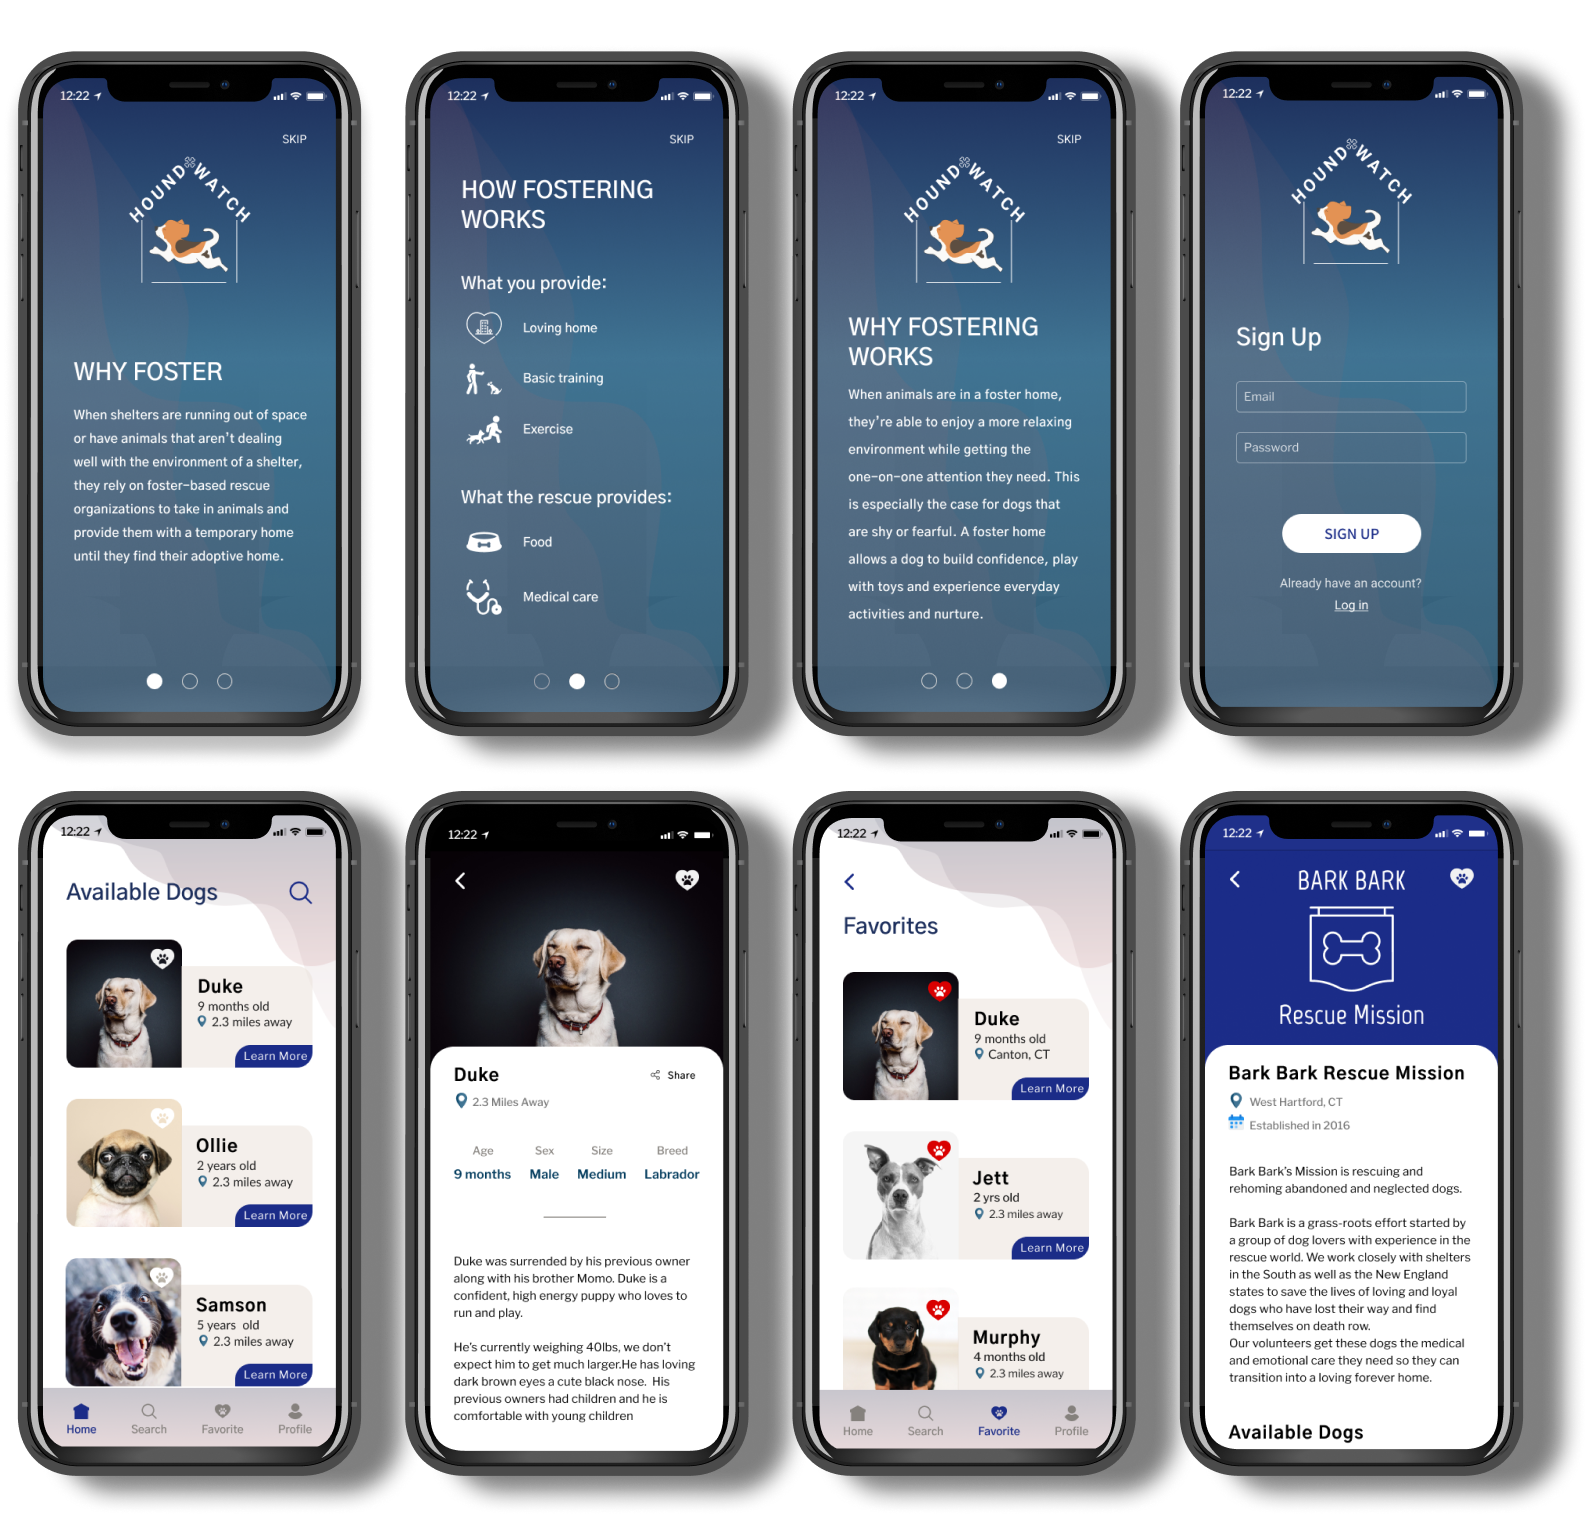 12:22
SKIP
HOUND WATCH
WHY FOSTER
When shelters are running out of space
or have animals that aren't dealing
well with the environment of a shelter,
they rely on foster-based rescue
organizations to take in animals and
provide them with a temporary home
until they find their adoptive home.
12:22
SKIP
HOW FOSTERING
WORKS
What you provide:
Loving home
Basic training
Exercise
What the rescue provides:
Food
Medical care
12:22
SKIP
HOUND WATCH
WHY FOSTERING
WORKS
When animals are in a foster home,
they're able to enjoy a more relaxing
environment while getting the
one-on-one attention they need. This
is especially the case for dogs that
are shy or fearful. A foster home
allows a dog to build confidence, play
with toys and experience everyday
activities and nurture.
12:22
HOUND WATCH
Sign Up
Email
Password
SIGN UP
Already have an account?
Log in
12:22
Available Dogs
Duke
9 months old
2.3 miles away
Learn More
Ollie
2 years old
2.3 miles away
Learn More
Samson
5 years  old
2.3 miles away
Learn More
Home Search Favorite Profile
12:22
Duke
Share
2.3 Miles Away
Age Sex Size Breed
9 months Male Medium Labrador
Duke was surrended by his previous owner
along with his brother Momo. Duke is a
confident, high energy puppy who loves to
run and play.
He's currently weighing 40lbs, we don't
expect him to get much larger.He has loving
dark brown eyes a cute black nose.  His
previous owners had children and he is
comfortable with young children
12:22
Favorites
Duke
9 months old
Canton, CT
Learn More
Jett
2 yrs old
2.3 miles away
Learn More
Murphy
4 months old
2.3 miles away
Home Search Favorite Profile
12:22
BARK BARK
Rescue Mission
Bark Bark Rescue Mission
West Hartford, CT
Established in 2016
Bark Bark's Mission is rescuing and
rehoming abandoned and neglected dogs.
Bark Bark is a grass-roots effort started by
a group of dog lovers with experience in the
rescue world. We work closely with shelters
in the South as well as the New England
states to save the lives of loving and loyal
dogs who have lost their way and find
themselves on death row.
Our volunteers get these dogs the medical
and emotional care they need so they can
transition into a loving forever home.
Available Dogs